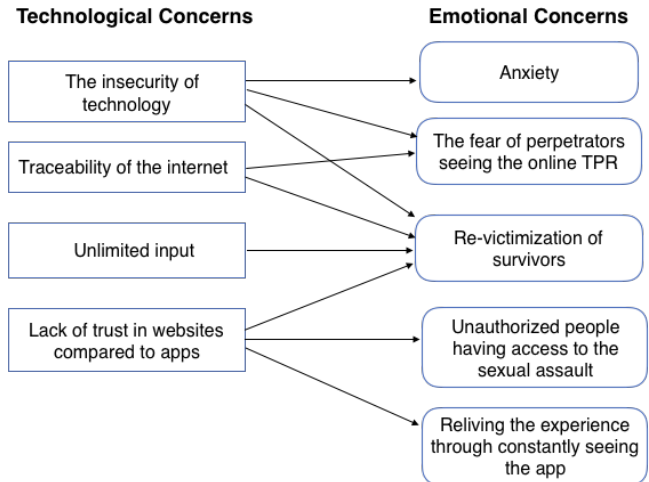 Technological Concerns
The insecurity of
technology
Traceability of the internet
Unlimited input
Lack of trust in websites
compared to apps
Emotional Concerns
Anxiety
The fear of perpetrators
seeing the online TPR
Re-victimization of
survivors
Unauthorized people
having access to the
sexual assault
Reliving the experience
through constantly seeing
the app